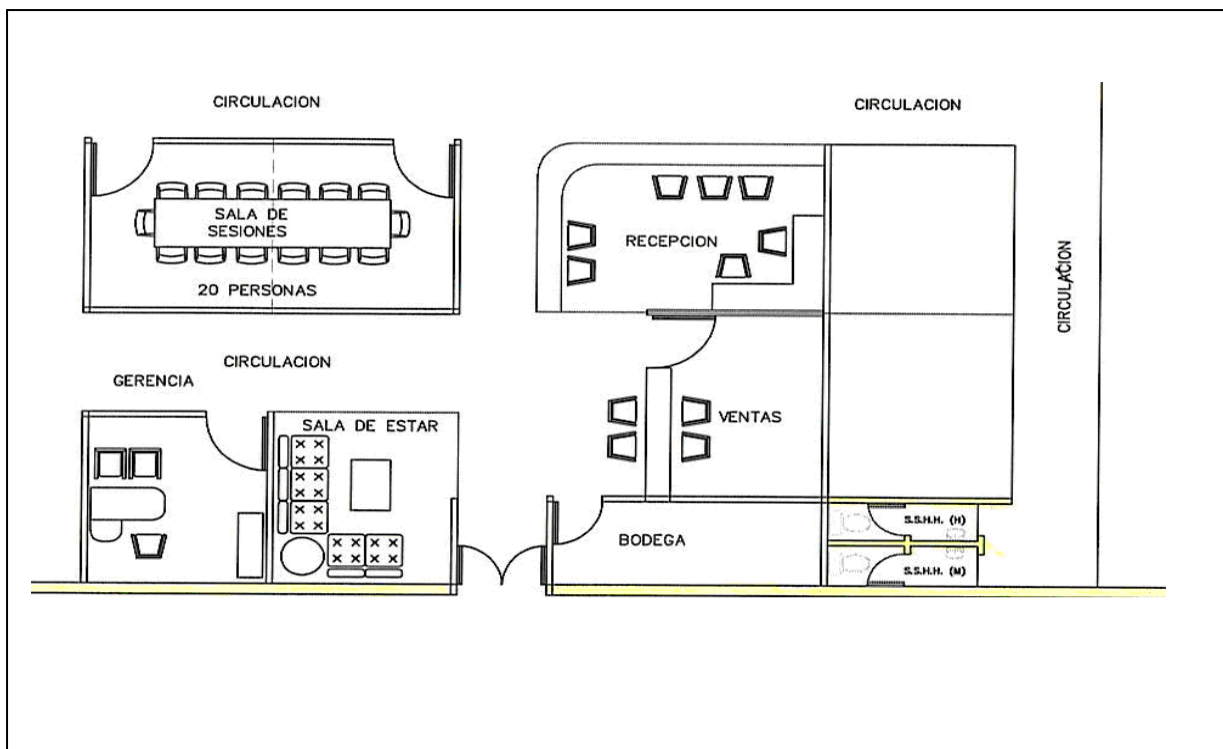 CIRCULACION
CIRCULACION
SALA DE
SESIONES
20 PERSONAS
RECEPCION
CIRCULACION
CIRCULACION
GERENCIA
SALA DE ESTAR
VENTAS
BODEGA
S.S.H.H. (H)
S.S.H.H. (M)